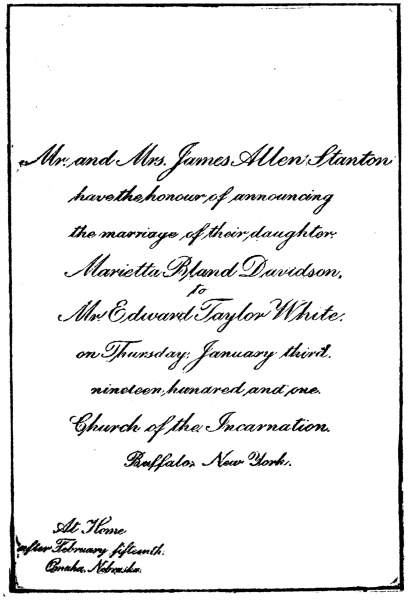 Mr. and Mrs. James Allen Stanton
have the honour of announcing
the marriage of their daughter
Marietta Bland Davidson,
to
Mr. Edward Taylor White.
on Thursday, January third.
nineteen hundred and one.
Church of the Incarnation.
Buffalo, New York.
At Home
after February fifteenth.
Omaha, Nebraska.